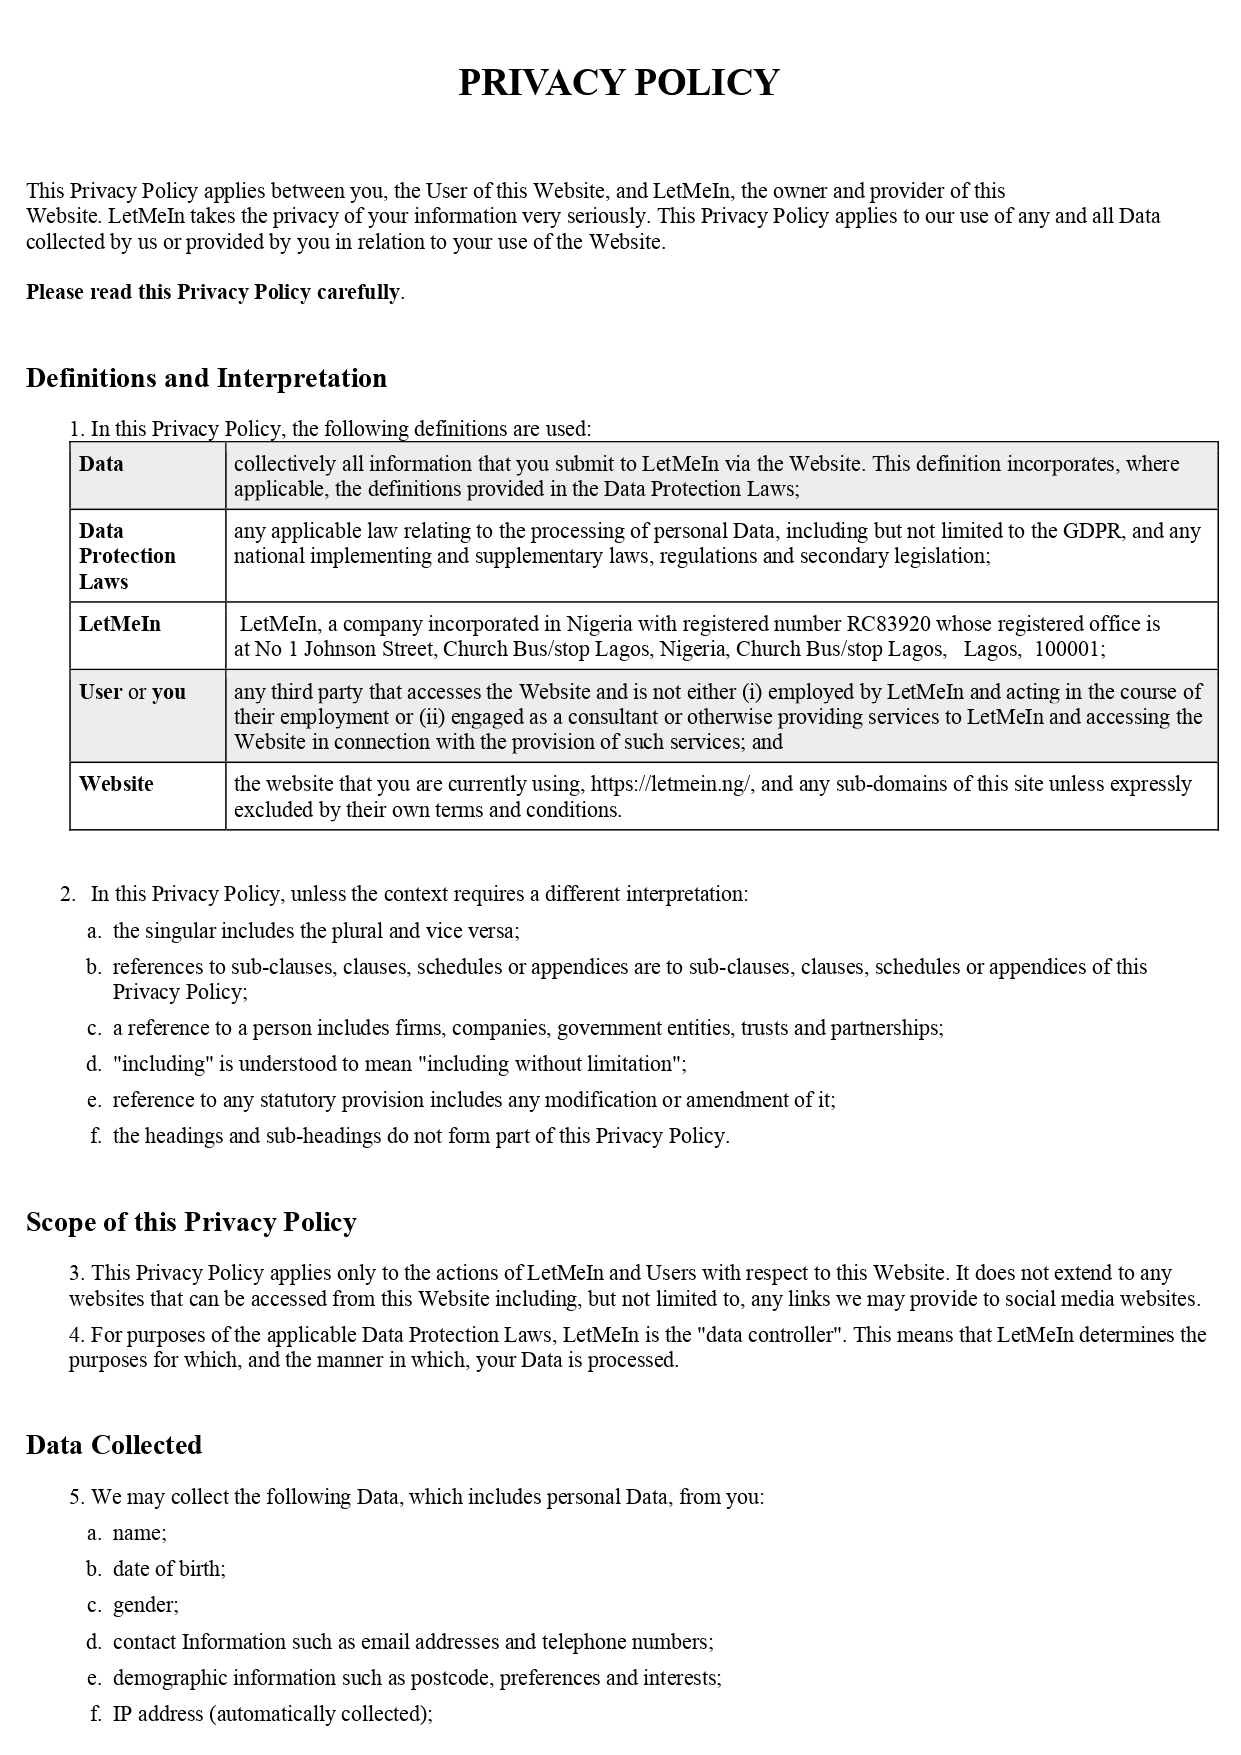 PRIVACY POLICY
This Privacy Policy applies between you, the User of this Website, and LetMeIn, the owner and provider of this
Website. LetMeIn takes the privacy of your information very seriously. This Privacy Policy applies to our use of any and all Data
collected by us or provided by you in relation to your use of the Website.
Please read this Privacy Policy carefully.
Definitions and Interpretation
1. In this Privacy Policy, the following definitions are used:
Data
collectively all information that you submit to LetMeIn via the Website. This definition incorporates, where
applicable, the definitions provided in the Data Protection Laws;
Data
Protection
Laws
any applicable law relating to the processing of personal Data, including but not limited to the GDPR, and any
national implementing and supplementary laws, regulations and secondary legislation;
LetMeIn
LetMeIn, a company incorporated in Nigeria with registered number RC83920 whose registered office is
at No 1 Johnson Street, Church Bus/stop Lagos, Nigeria, Church Bus/stop Lagos, Lagos, 100001;
User or you
any third party that accesses the Website and is not either (i) employed by LetMeIn and acting in the course of
their employment or (ii) engaged as a consultant or otherwise providing services to LetMeIn and accessing the
Website in connection with the provision of such services; and
Website
the website that you are currently using, https://letmein.ng/, and any sub-domains of this site unless expressly
excluded by their own terms and conditions.
2. In this Privacy Policy, unless the context requires a different interpretation:
a. the singular includes the plural and vice versa;
b. references to sub-clauses, clauses, schedules or appendices are to sub-clauses, clauses, schedules or appendices of this
Privacy Policy;
c. a reference to a person includes firms, companies, government entities, trusts and partnerships;
d. "including" is understood to mean "including without limitation";
e. reference to any statutory provision includes any modification or amendment of it;
f. the headings and sub-headings do not form part of this Privacy Policy.
Scope of this Privacy Policy
3. This Privacy Policy applies only to the actions of LetMeIn and Users with respect to this Website. It does not extend to any
websites that can be accessed from this Website including, but not limited to, any links we may provide to social media websites.
4. For purposes of the applicable Data Protection Laws, LetMeIn is the "data controller". This means that LetMeIn determines the
purposes for which, and the manner in which, your Data is processed.
Data Collected
5. We may collect the following Data, which includes personal Data, from you:
a. name;
b. date of birth;
c. gender;
d. contact Information such as email addresses and telephone numbers;
e. demographic information such as postcode, preferences and interests;
f. IP address (automatically collected);